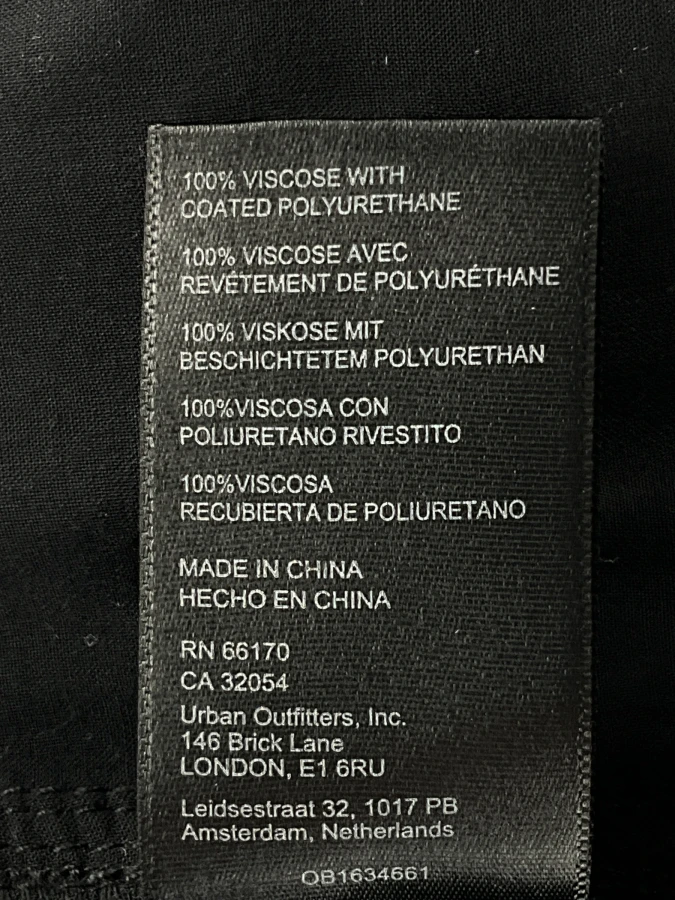 100% VISCOSE WITH
COATED POLYURETHANE
100% VISCOSE AVEC
REVÉTEMENT DE POLYURÉTHANE
100% VISKOSE MIT
BESCHICHTETEM POLYURETHAN
100%VISCOSA CON
POLIURETANO RIVESTITO
100%VISCOSA
RECUBIERTA DE POLIURETANO
MADE IN CHINA
HECHO EN CHINA
RN 66170
CA 32054
Urban Outfitters, Inc.
146 Brick Lane
LONDON, E1 6RU
Leidsestraat 32, 1017 PB
Amsterdam, Netherlands
OB1634661